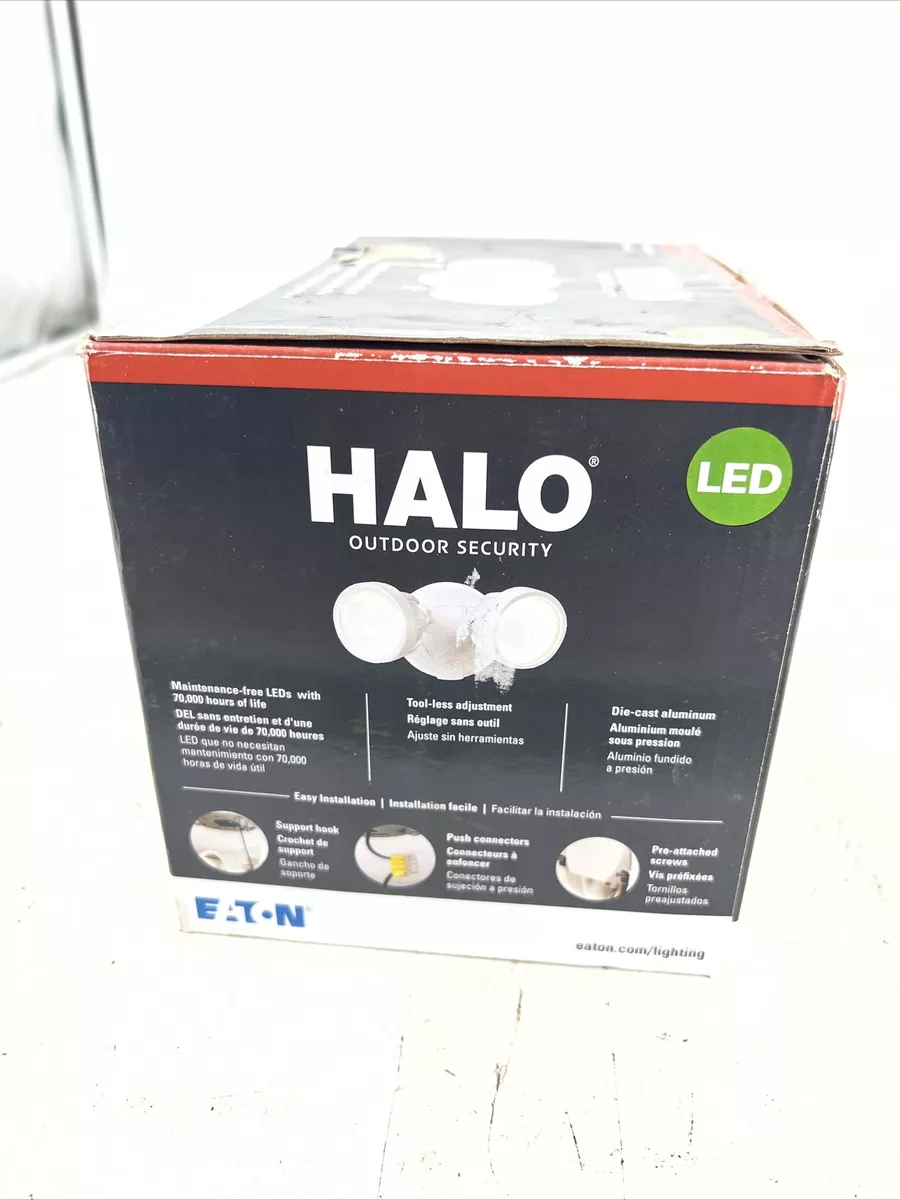 HALO®
OUTDOOR SECURITY
LED
Maintenance-free LEDs with
70,000 hours of life
DEL sans entretien et d'une
durée de vie de 70,000 heures
LED que no necesitan
mantenimiento con 70,000
horas de vida útil
Tool-less adjustment
Réglage sans outil
Ajuste sin herramientas
Die-cast aluminum
Aluminium moulé
sous pression
Aluminio fundido
a presión
Easy Installation | Installation facile | Facilitar la instalación
Support hook
Crochet de
support
Gancho de
soporte
Push connectors
Connecteurs à
enfoncer
Conectores de
sujeción a presión
Pre-attached
screws
Vis préfixées
Tornillos
preajustados
EATON
eaton.com/lighting